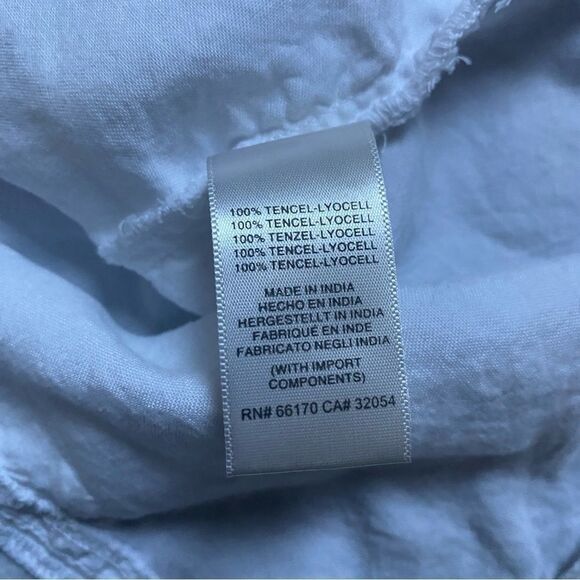 100% TENCEL-LYOCELL
100% TENCEL-LYOCELL
100% TENZEL-LYOCELL
100% TENCEL-LYOCELL
100% TENCEL-LYOCELL
MADE IN INDIA
HECHO EN INDIA
HERGESTELLT IN INDIA
FABRIQUÉ EN INDE
FABRICATO NEGLI INDIA
(WITH IMPORT
COMPONENTS)
RN# 66170 CA# 32054